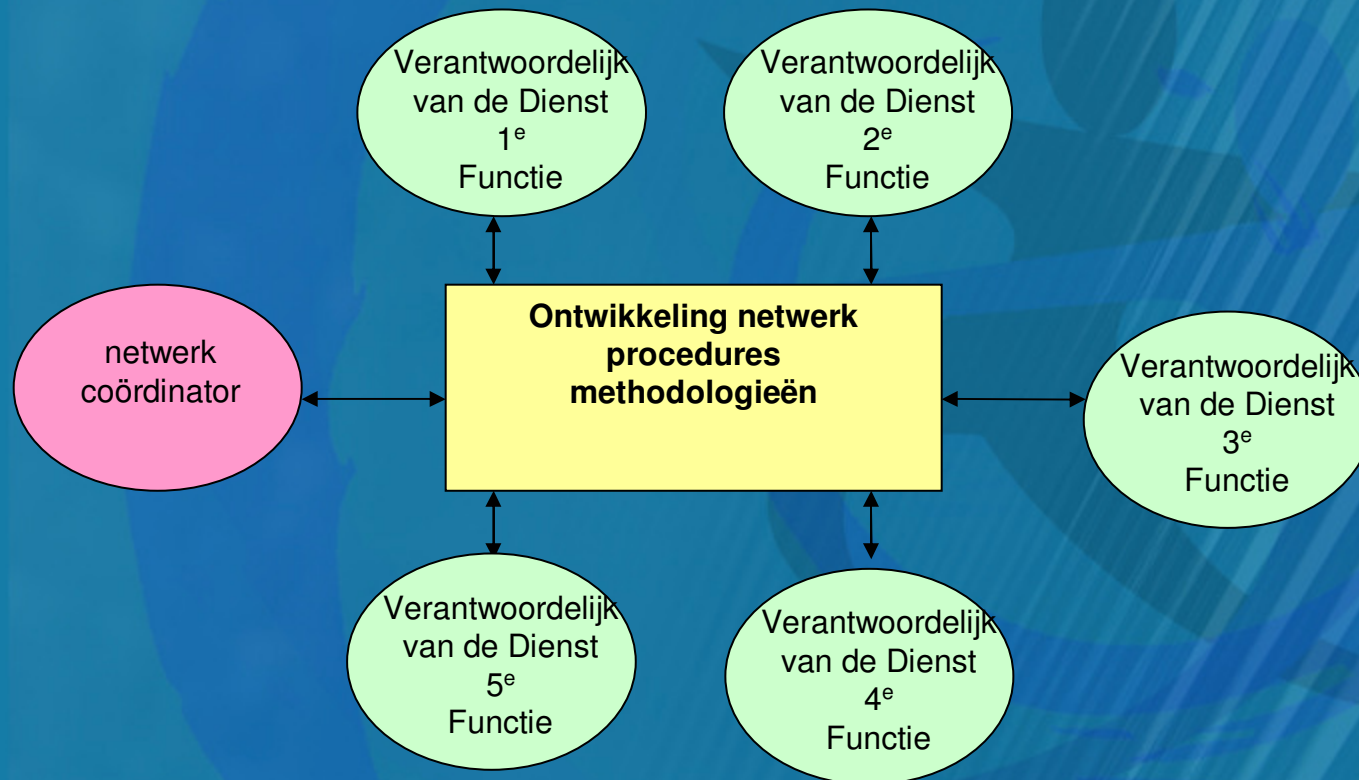 Verantwoordelijk
van de Dienst
1e
Functie
Verantwoordelijk
van de Dienst
2e
Functie
netwerk
coördinator
Ontwikkeling netwerk
procedures
methodologieën
Verantwoordelijk
van de Dienst
3e
Functie
Verantwoordelijk
van de Dienst
5e
Functie
Verantwoordelijk
van de Dienst
4e
Functie